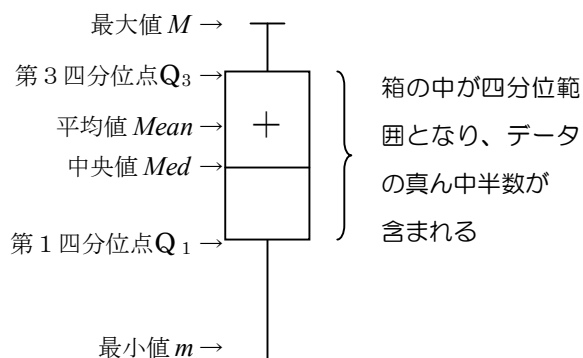 最大値 M →
第３四分位点Q3 →
平均値 Mean →
中央値 Med →
第１四分位点Q1 →
最小値 m →
箱の中が四分位範
囲となり、データ
の真ん中半数が
含まれる